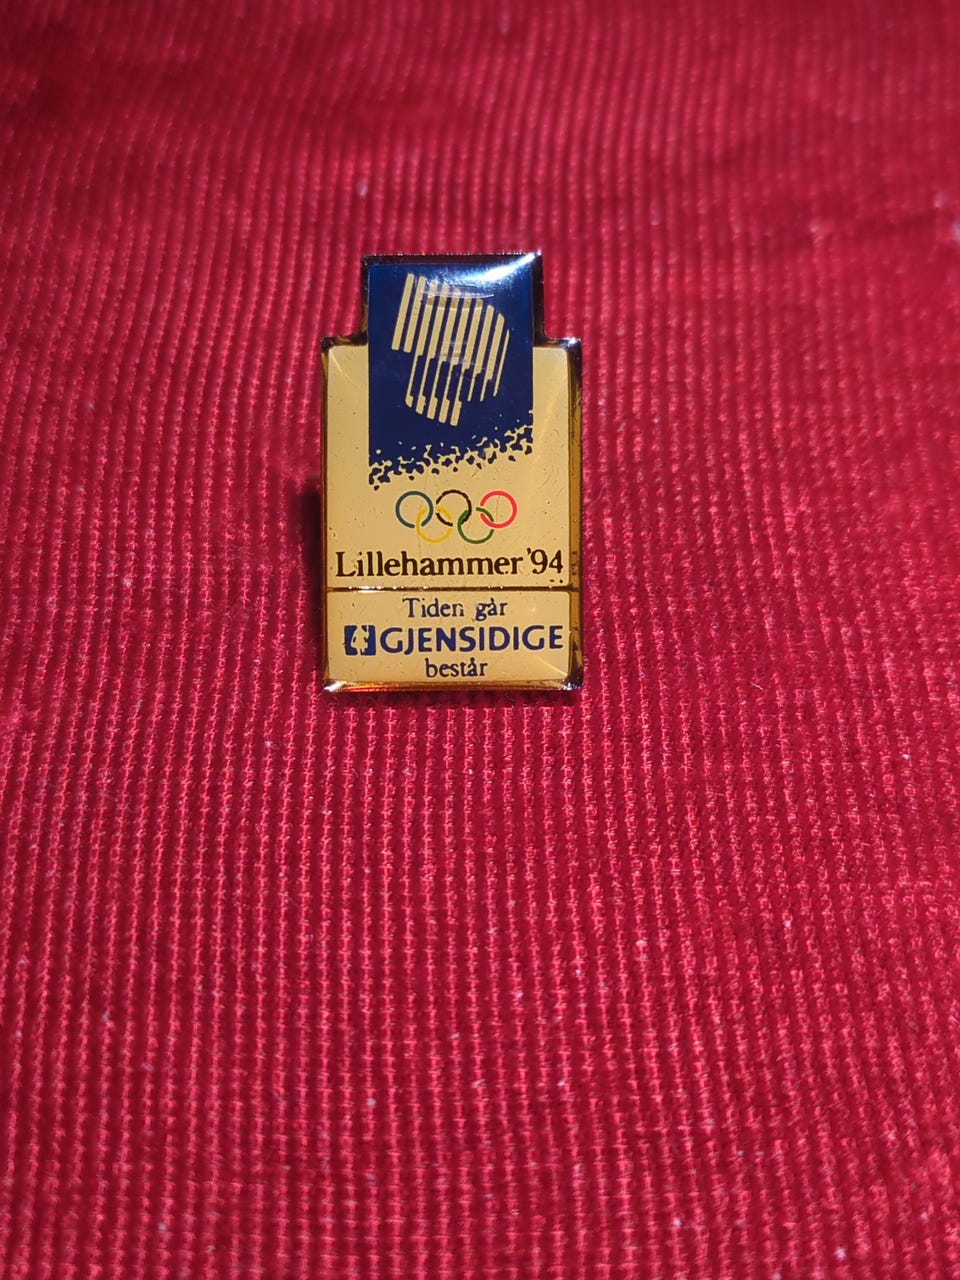 Lillehammer '94
Tiden går
GJENSIDIGE
består